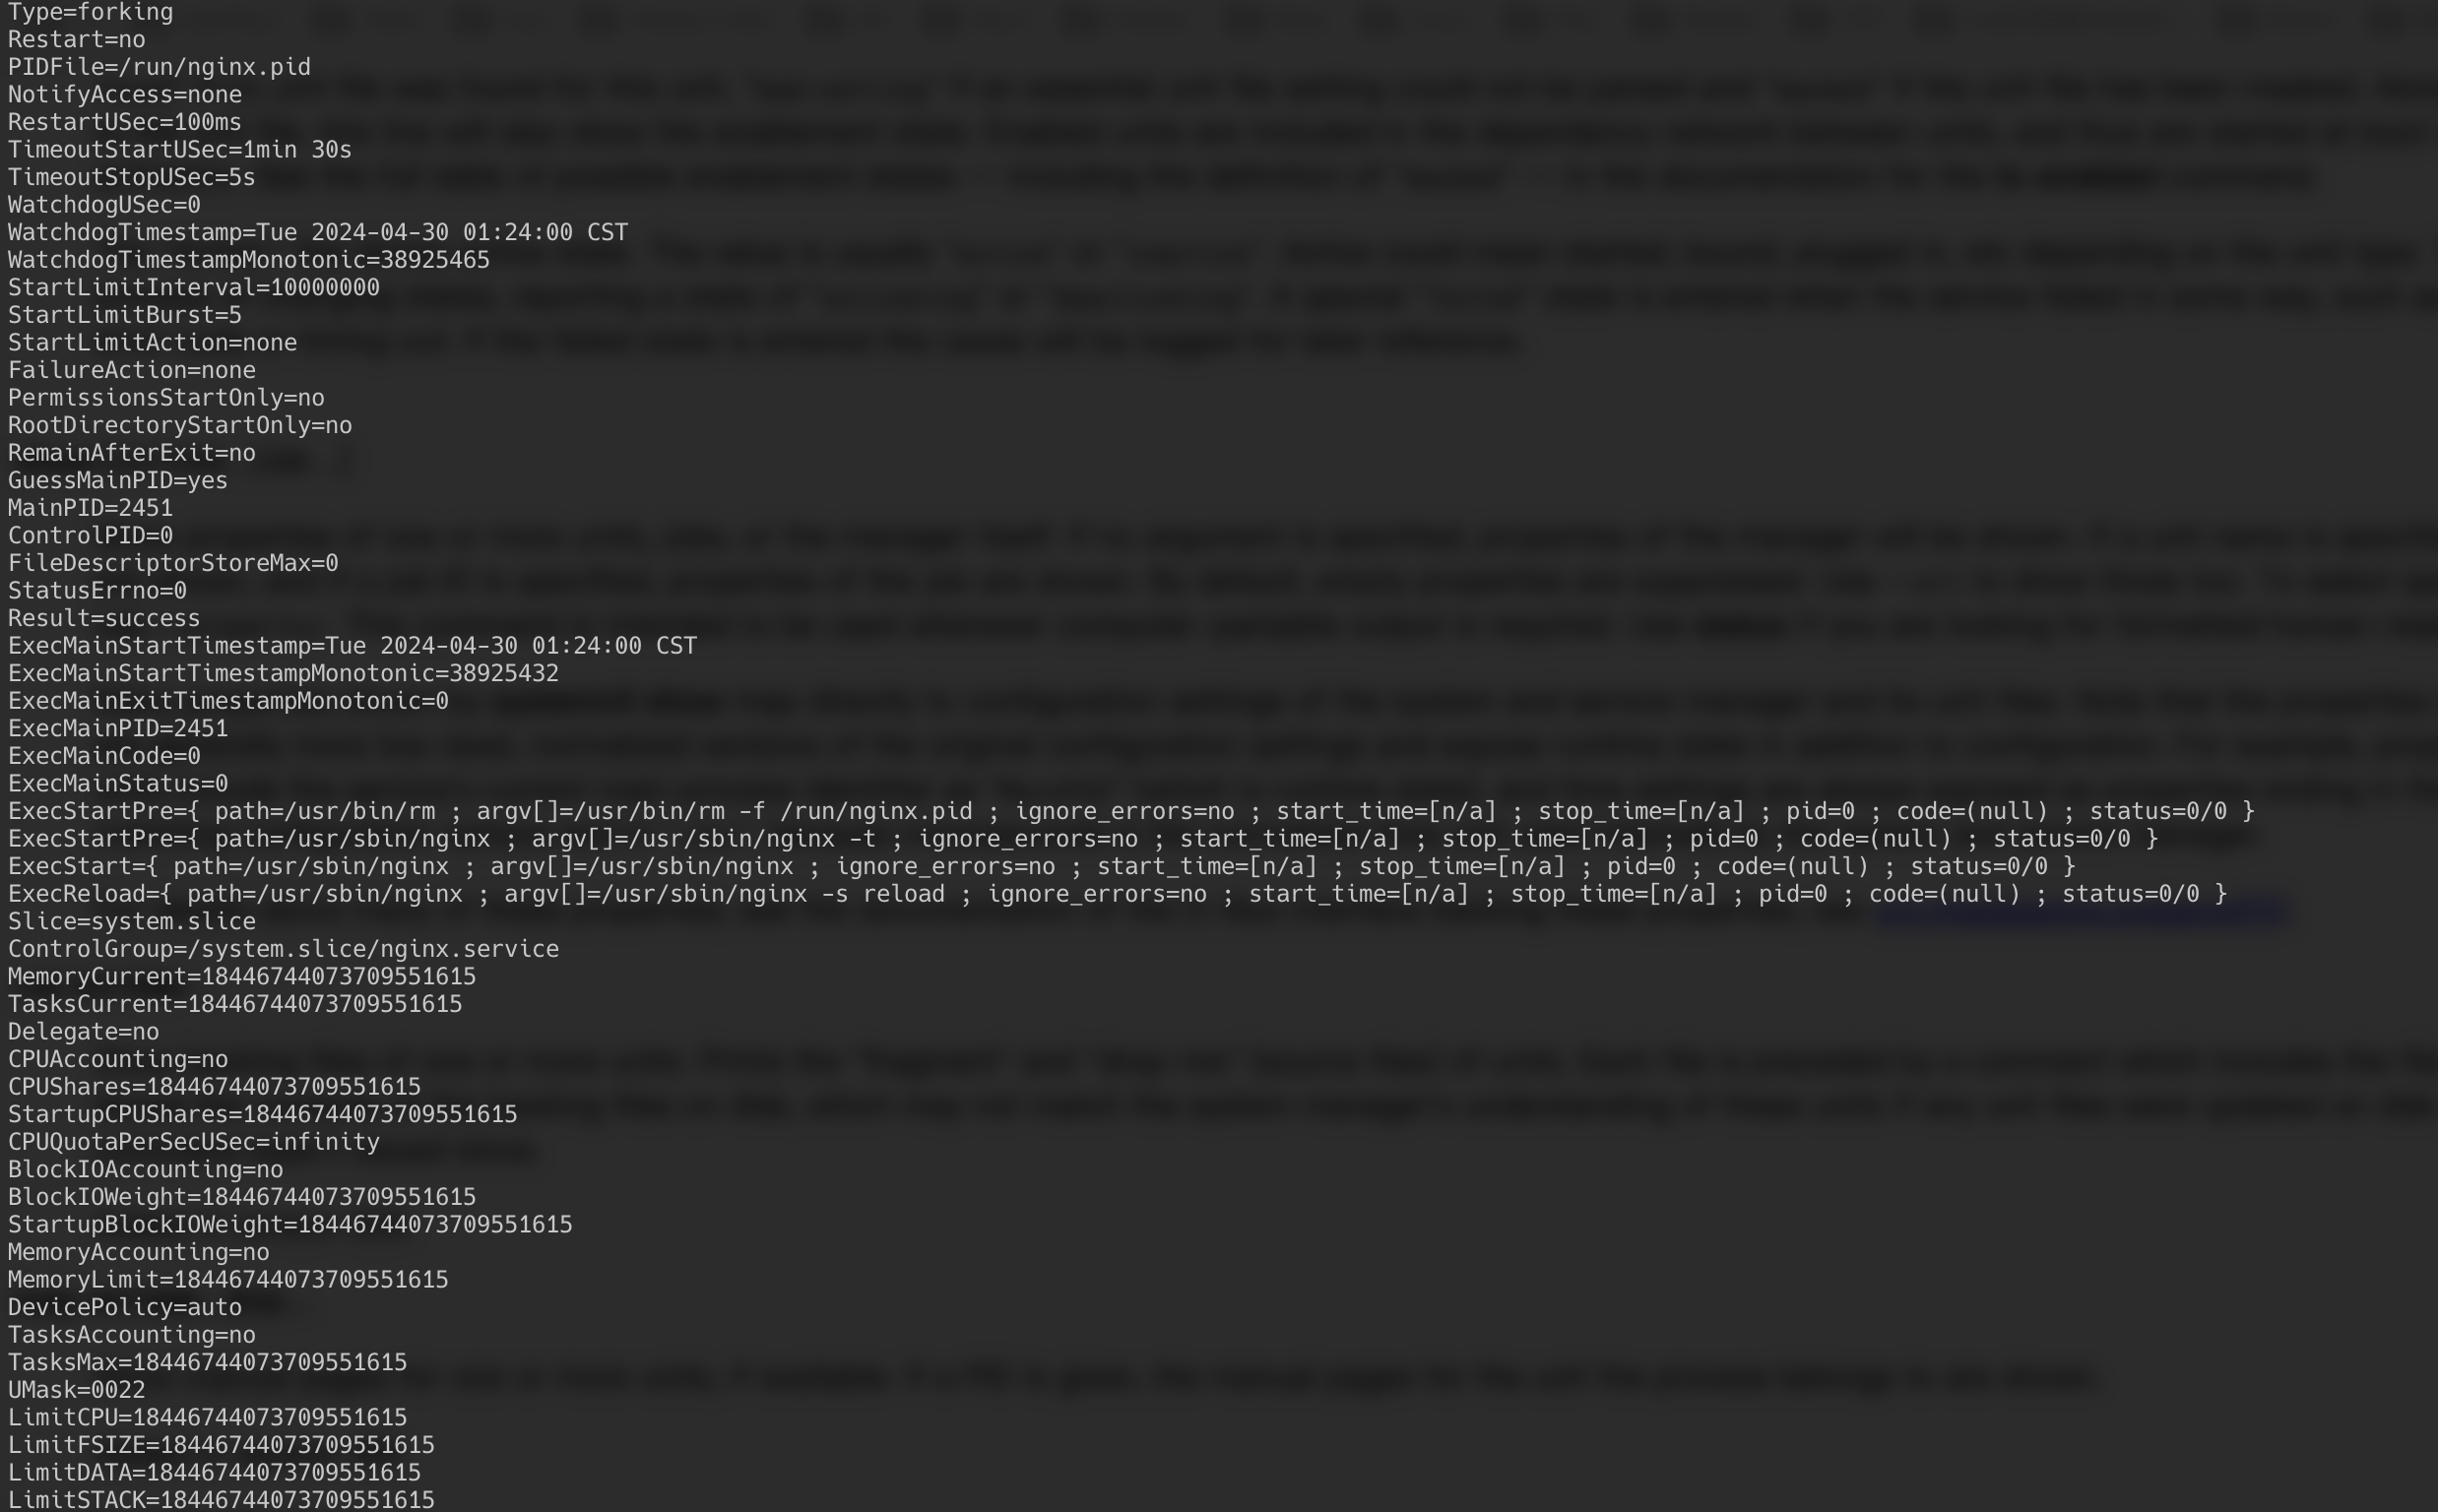 Type=forking
Restart=no
PIDFile=/run/nginx.pid
NotifyAccess=none
RestartUSec=100ms
TimeoutStartUSec=1min 30s
TimeoutStopUSec=5s
WatchdogUSec=0
WatchdogTimestamp=Tue 2024-04-30 01:24:00 CST
WatchdogTimestampMonotonic=38925465
StartLimitInterval=10000000
StartLimitBurst=5
StartLimitAction=none
FailureAction=none
PermissionsStartOnly=no
RootDirectoryStartOnly=no
RemainAfterExit=no
GuessMainPID=yes
MainPID=2451
ControlPID=0
FileDescriptorStoreMax=0
StatusErrno=0
Result=success
ExecMainStartTimestamp=Tue 2024-04-30 01:24:00 CST
ExecMainStartTimestampMonotonic=38925432
ExecMainExitTimestampMonotonic=0
ExecMainPID=2451
ExecMainCode=0
ExecMainStatus=0
ExecStartPre={ path=/usr/bin/rm ; argv[]=/usr/bin/rm -f /run/nginx.pid ; ignore_errors=no ; start_time=[n/a] ; stop_time=[n/a] ; pid=0 ; code=(null) ; status=0/0 }
ExecStartPre={ path=/usr/sbin/nginx ; argv[]=/usr/sbin/nginx -t ; ignore_errors=no ; start_time=[n/a] ; stop_time=[n/a] ; pid=0 ; code=(null) ; status=0/0 }
ExecStart={ path=/usr/sbin/nginx ; argv[]=/usr/sbin/nginx ; ignore_errors=no ; start_time=[n/a] ; stop_time=[n/a] ; pid=0 ; code=(null) ; status=0/0 }
ExecReload={ path=/usr/sbin/nginx ; argv[]=/usr/sbin/nginx -s reload ; ignore_errors=no ; start_time=[n/a] ; stop_time=[n/a] ; pid=0 ; code=(null) ; status=0/0 }
Slice=system.slice
ControlGroup=/system.slice/nginx.service
MemoryCurrent=18446744073709551615
TasksCurrent=18446744073709551615
Delegate=no
CPUAccounting=no
CPUShares=18446744073709551615
StartupCPUShares=18446744073709551615
CPUQuotaPerSecUSec=infinity
BlockIOAccounting=no
BlockIOWeight=18446744073709551615
StartupBlockIOWeight=18446744073709551615
MemoryAccounting=no
MemoryLimit=18446744073709551615
DevicePolicy=auto
TasksAccounting=no
TasksMax=18446744073709551615
UMask=0022
LimitCPU=18446744073709551615
LimitFSIZE=18446744073709551615
LimitDATA=18446744073709551615
LimitSTACK=18446744073709551615